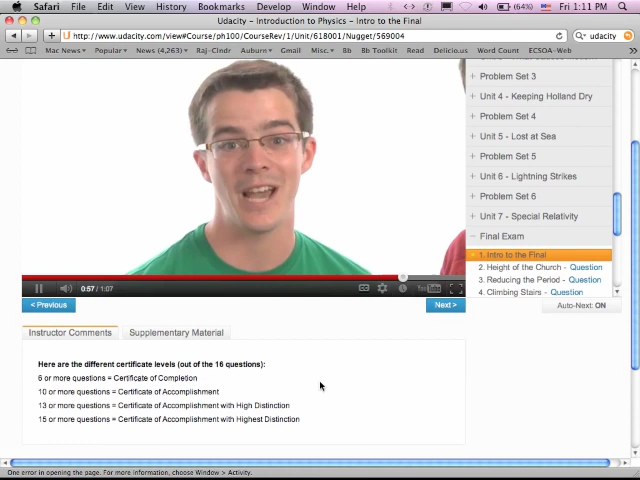 Safari File Edit View History Bookmarks Develop Window Help (64%) Fri 1:11 PM
Udacity – Introduction to Physics – Intro to the Final
http://www.udacity.com/view#Course/ph100/CourseRev/1/Unit/618001/Nugget/569004 udacity
Mac News Popular News (4,263) Raj–Cindr Auburn Gmail Misc. Bb Bb Toolkit Read Delicio.us Word Count ECSOA–Web
+ Problem Set 3
+ Unit 4 - Keeping Holland Dry
+ Problem Set 4
+ Unit 5 - Lost at Sea
+ Problem Set 5
+ Unit 6 - Lightning Strikes
+ Problem Set 6
+ Unit 7 - Special Relativity
− Final Exam
1. Intro to the Final
2. Height of the Church - Question
3. Reducing the Period - Question
4. Climbing Stairs - Question
0:57 / 1:07 CC YouTube
< Previous Next > Auto-Next: ON
Instructor Comments Supplementary Material
Here are the different certificate levels (out of the 16 questions):
6 or more questions = Certificate of Completion
10 or more questions = Certificate of Accomplishment
13 or more questions = Certificate of Accomplishment with High Distinction
15 or more questions = Certificate of Accomplishment with Highest Distinction
One error in opening the page. For more information, choose Window > Activity.